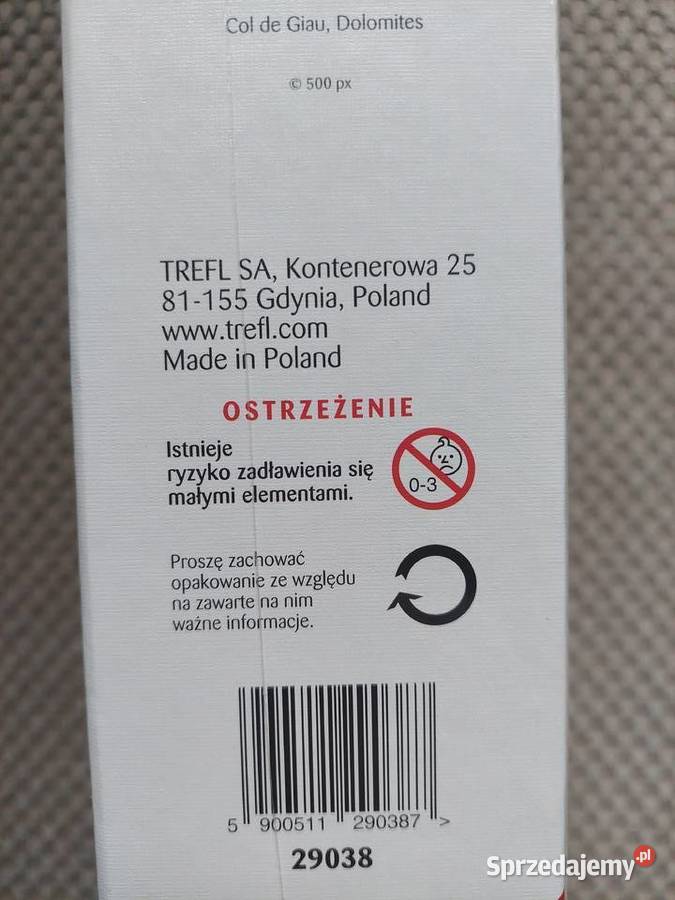 Col de Giau, Dolomites
© 500 px
TREFL SA, Kontenerowa 25
81-155 Gdynia, Poland
www.trefl.com
Made in Poland
OSTRZEŻENIE
Istnieje
ryzyko zadławienia się
małymi elementami.
0-3
Proszę zachować
opakowanie ze względu
na zawarte na nim
ważne informacje.
5 900511 290387 >
29038
Sprzedajemy.pl